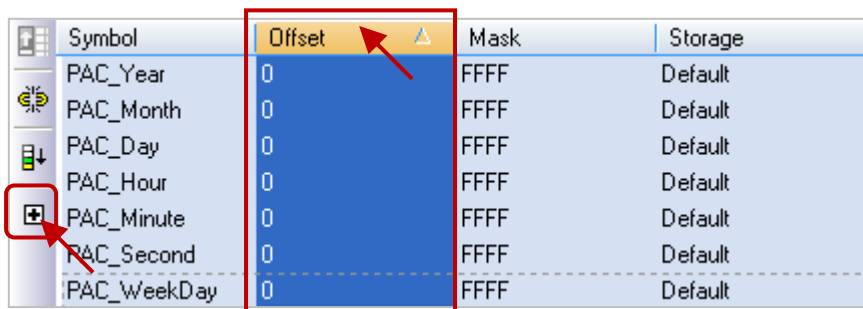 Symbol Offset Mask Storage
PAC_Year 0 FFFF Default
PAC_Month 0 FFFF Default
PAC_Day 0 FFFF Default
PAC_Hour 0 FFFF Default
PAC_Minute 0 FFFF Default
PAC_Second 0 FFFF Default
PAC_WeekDay 0 FFFF Default